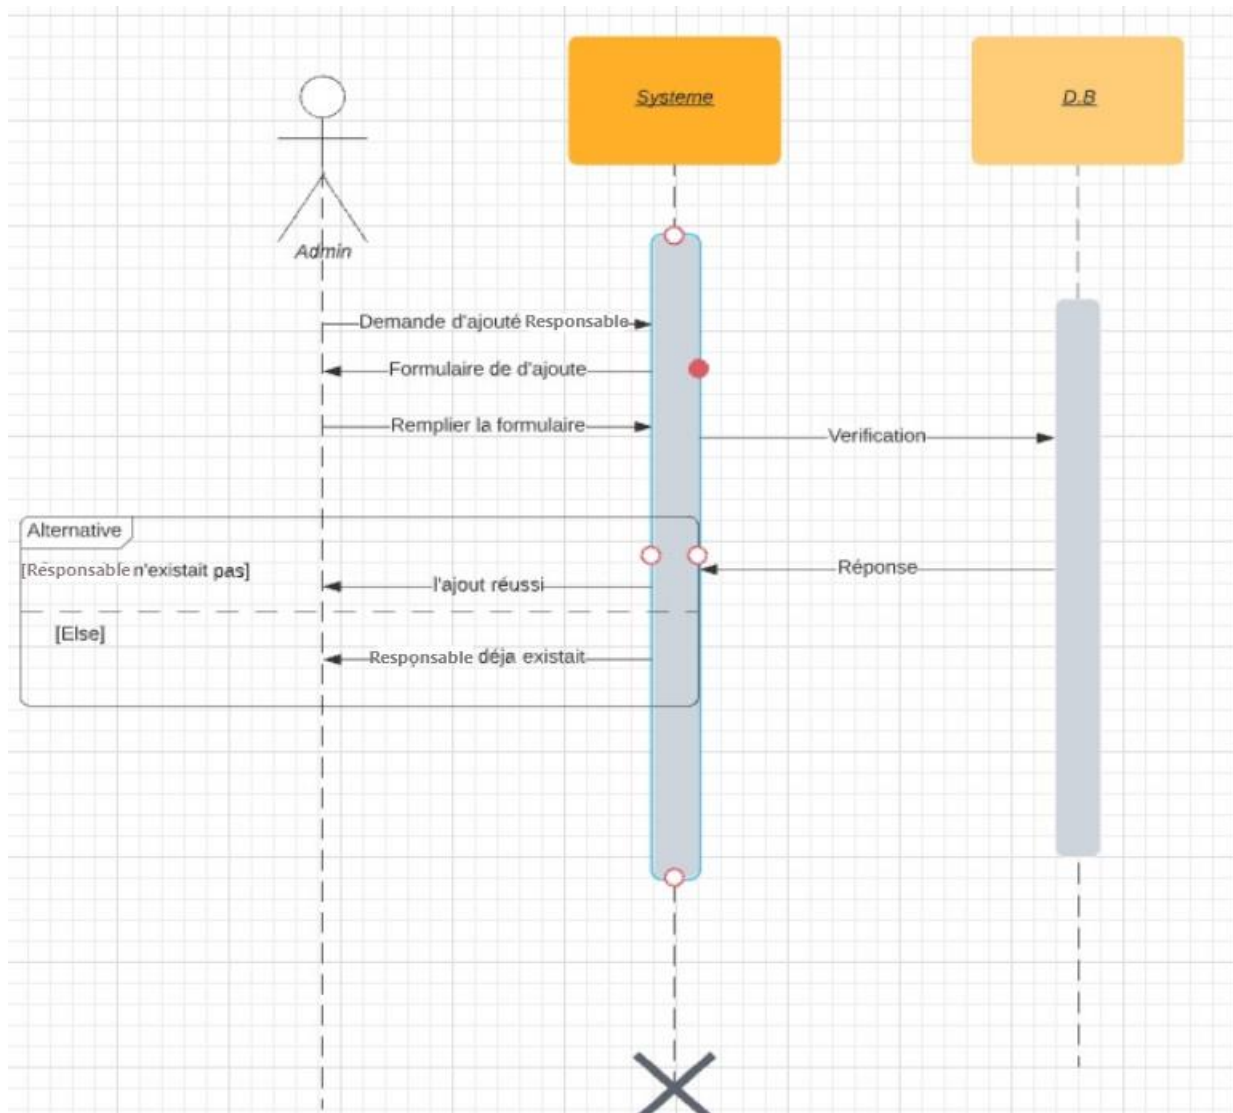 Systeme
D.B
Admin
Demande d'ajouté Responsable
Formulaire de d'ajoute
Remplier la formulaire
Verification
Alternative
[Responsable n'existait pas]
Réponse
l'ajout réussi
[Else]
Responsable déja existait